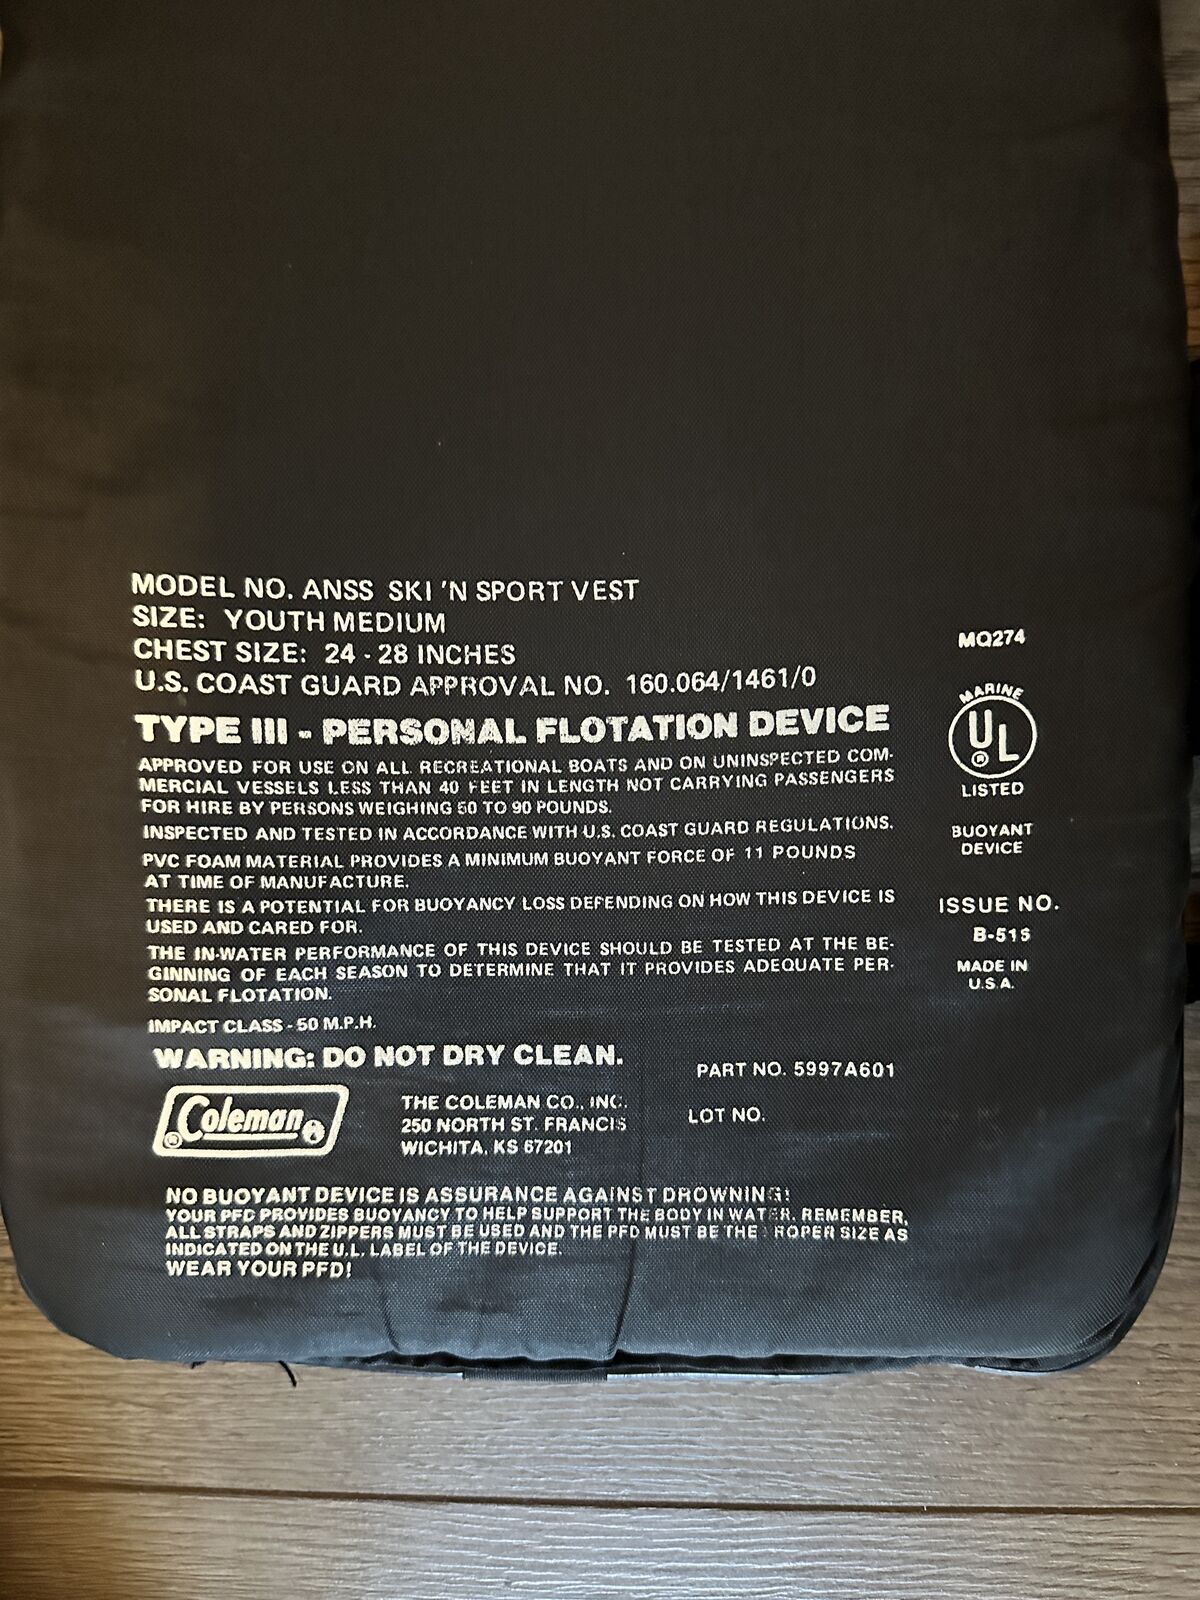 MODEL NO. ANSS SKI 'N SPORT VEST
SIZE: YOUTH MEDIUM
CHEST SIZE: 24 - 28 INCHES
U.S. COAST GUARD APPROVAL NO. 160.064/1461/0
TYPE III - PERSONAL FLOTATION DEVICE
APPROVED FOR USE ON ALL RECREATIONAL BOATS AND ON UNINSPECTED COM-
MERCIAL VESSELS LESS THAN 40 FEET IN LENGTH NOT CARRYING PASSENGERS
FOR HIRE BY PERSONS WEIGHING 50 TO 90 POUNDS.
INSPECTED AND TESTED IN ACCORDANCE WITH U.S. COAST GUARD REGULATIONS.
PVC FOAM MATERIAL PROVIDES A MINIMUM BUOYANT FORCE OF 11 POUNDS
AT TIME OF MANUFACTURE.
THERE IS A POTENTIAL FOR BUOYANCY LOSS DEPENDING ON HOW THIS DEVICE IS
USED AND CARED FOR.
THE IN-WATER PERFORMANCE OF THIS DEVICE SHOULD BE TESTED AT THE BE-
GINNING OF EACH SEASON TO DETERMINE THAT IT PROVIDES ADEQUATE PER-
SONAL FLOTATION.
IMPACT CLASS - 50 M.P.H.
WARNING: DO NOT DRY CLEAN.
MQ274
MARINE
UL
®
LISTED
BUOYANT
DEVICE
ISSUE NO.
MADE IN
U.S.A.
PART NO. 5997A601
LOT NO.
Coleman
®
THE COLEMAN CO., INC.
250 NORTH ST. FRANCIS
WICHITA, KS 67201
NO BUOYANT DEVICE IS ASSURANCE AGAINST DROWNING!
YOUR PFD PROVIDES BUOYANCY TO HELP SUPPORT THE BODY IN WATER. REMEMBER,
ALL STRAPS AND ZIPPERS MUST BE USED AND THE PFD MUST BE THE PROPER SIZE AS
INDICATED ON THE U.L. LABEL OF THE DEVICE.
WEAR YOUR PFD!